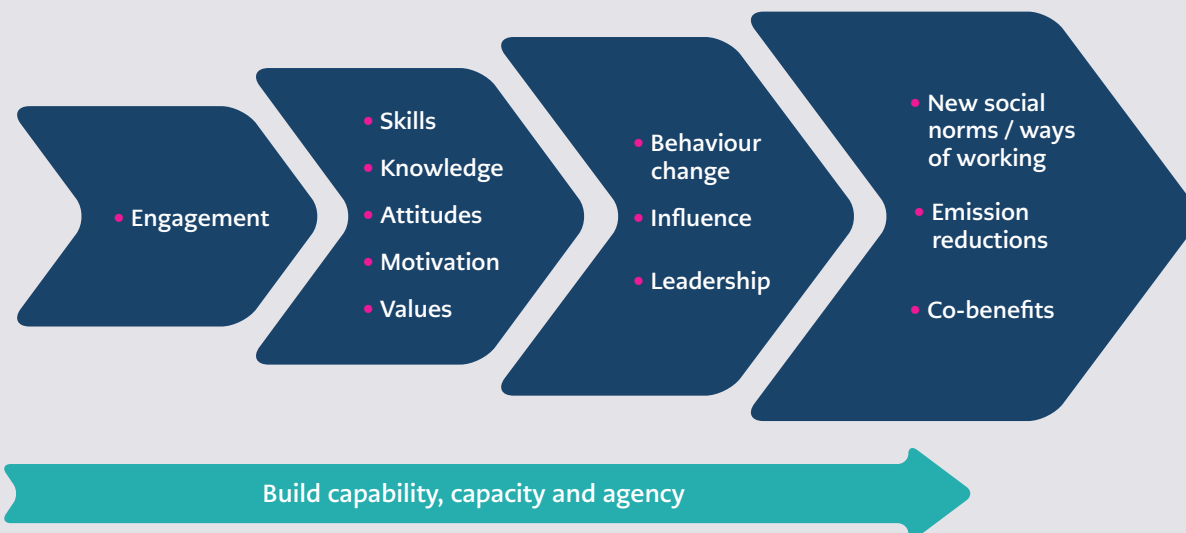 • Engagement
• Skills
• Knowledge
• Attitudes
• Motivation
• Values
• Behaviour
change
• Influence
• Leadership
• New social
norms / ways
of working
• Emission
reductions
• Co-benefits
Build capability, capacity and agency